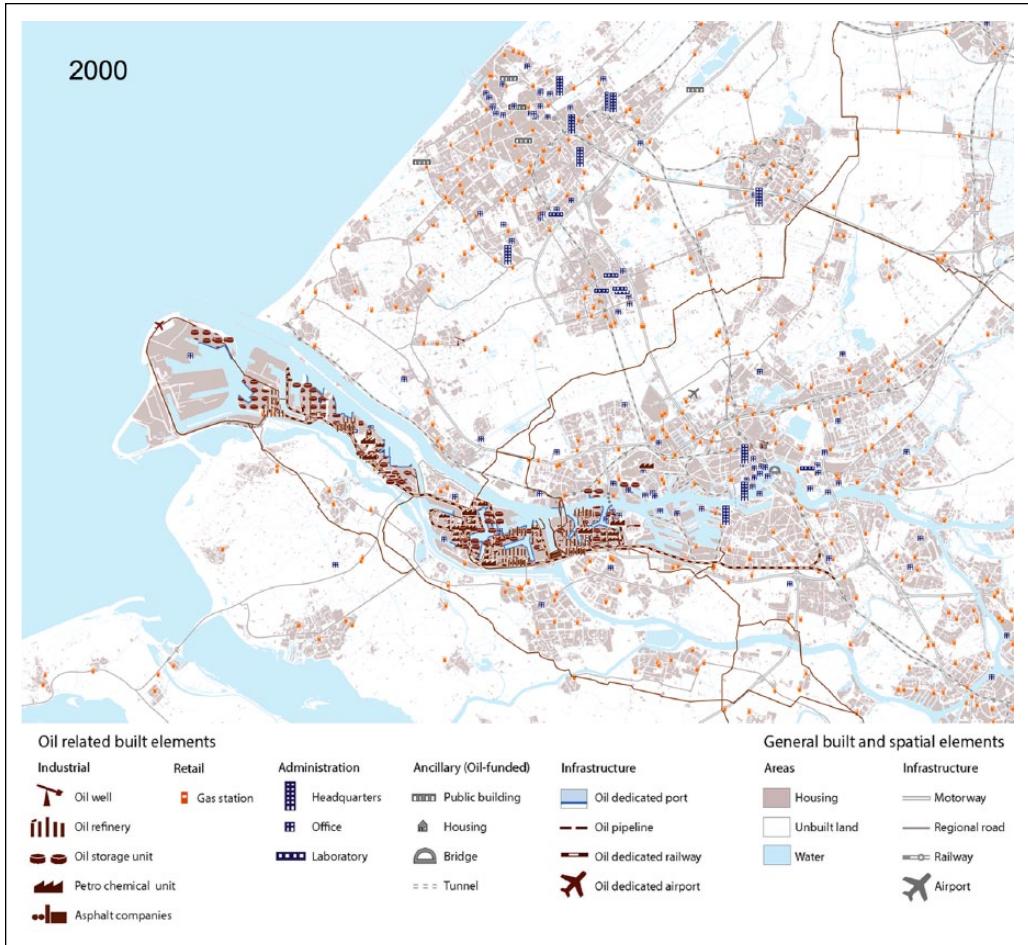 2000
Oil related built elements
General built and spatial elements
Industrial
Retail
Administration
Ancillary (Oil-funded)
Infrastructure
Areas
Infrastructure
Oil well
Gas station
Headquarters
Public building
Oil dedicated port
Housing
Motorway
Oil refinery
Office
Housing
Oil pipeline
Unbuilt land
Regional road
Oil storage unit
Laboratory
Bridge
Oil dedicated railway
Water
Railway
Petro chemical unit
Tunnel
Oil dedicated airport
Airport
Asphalt companies